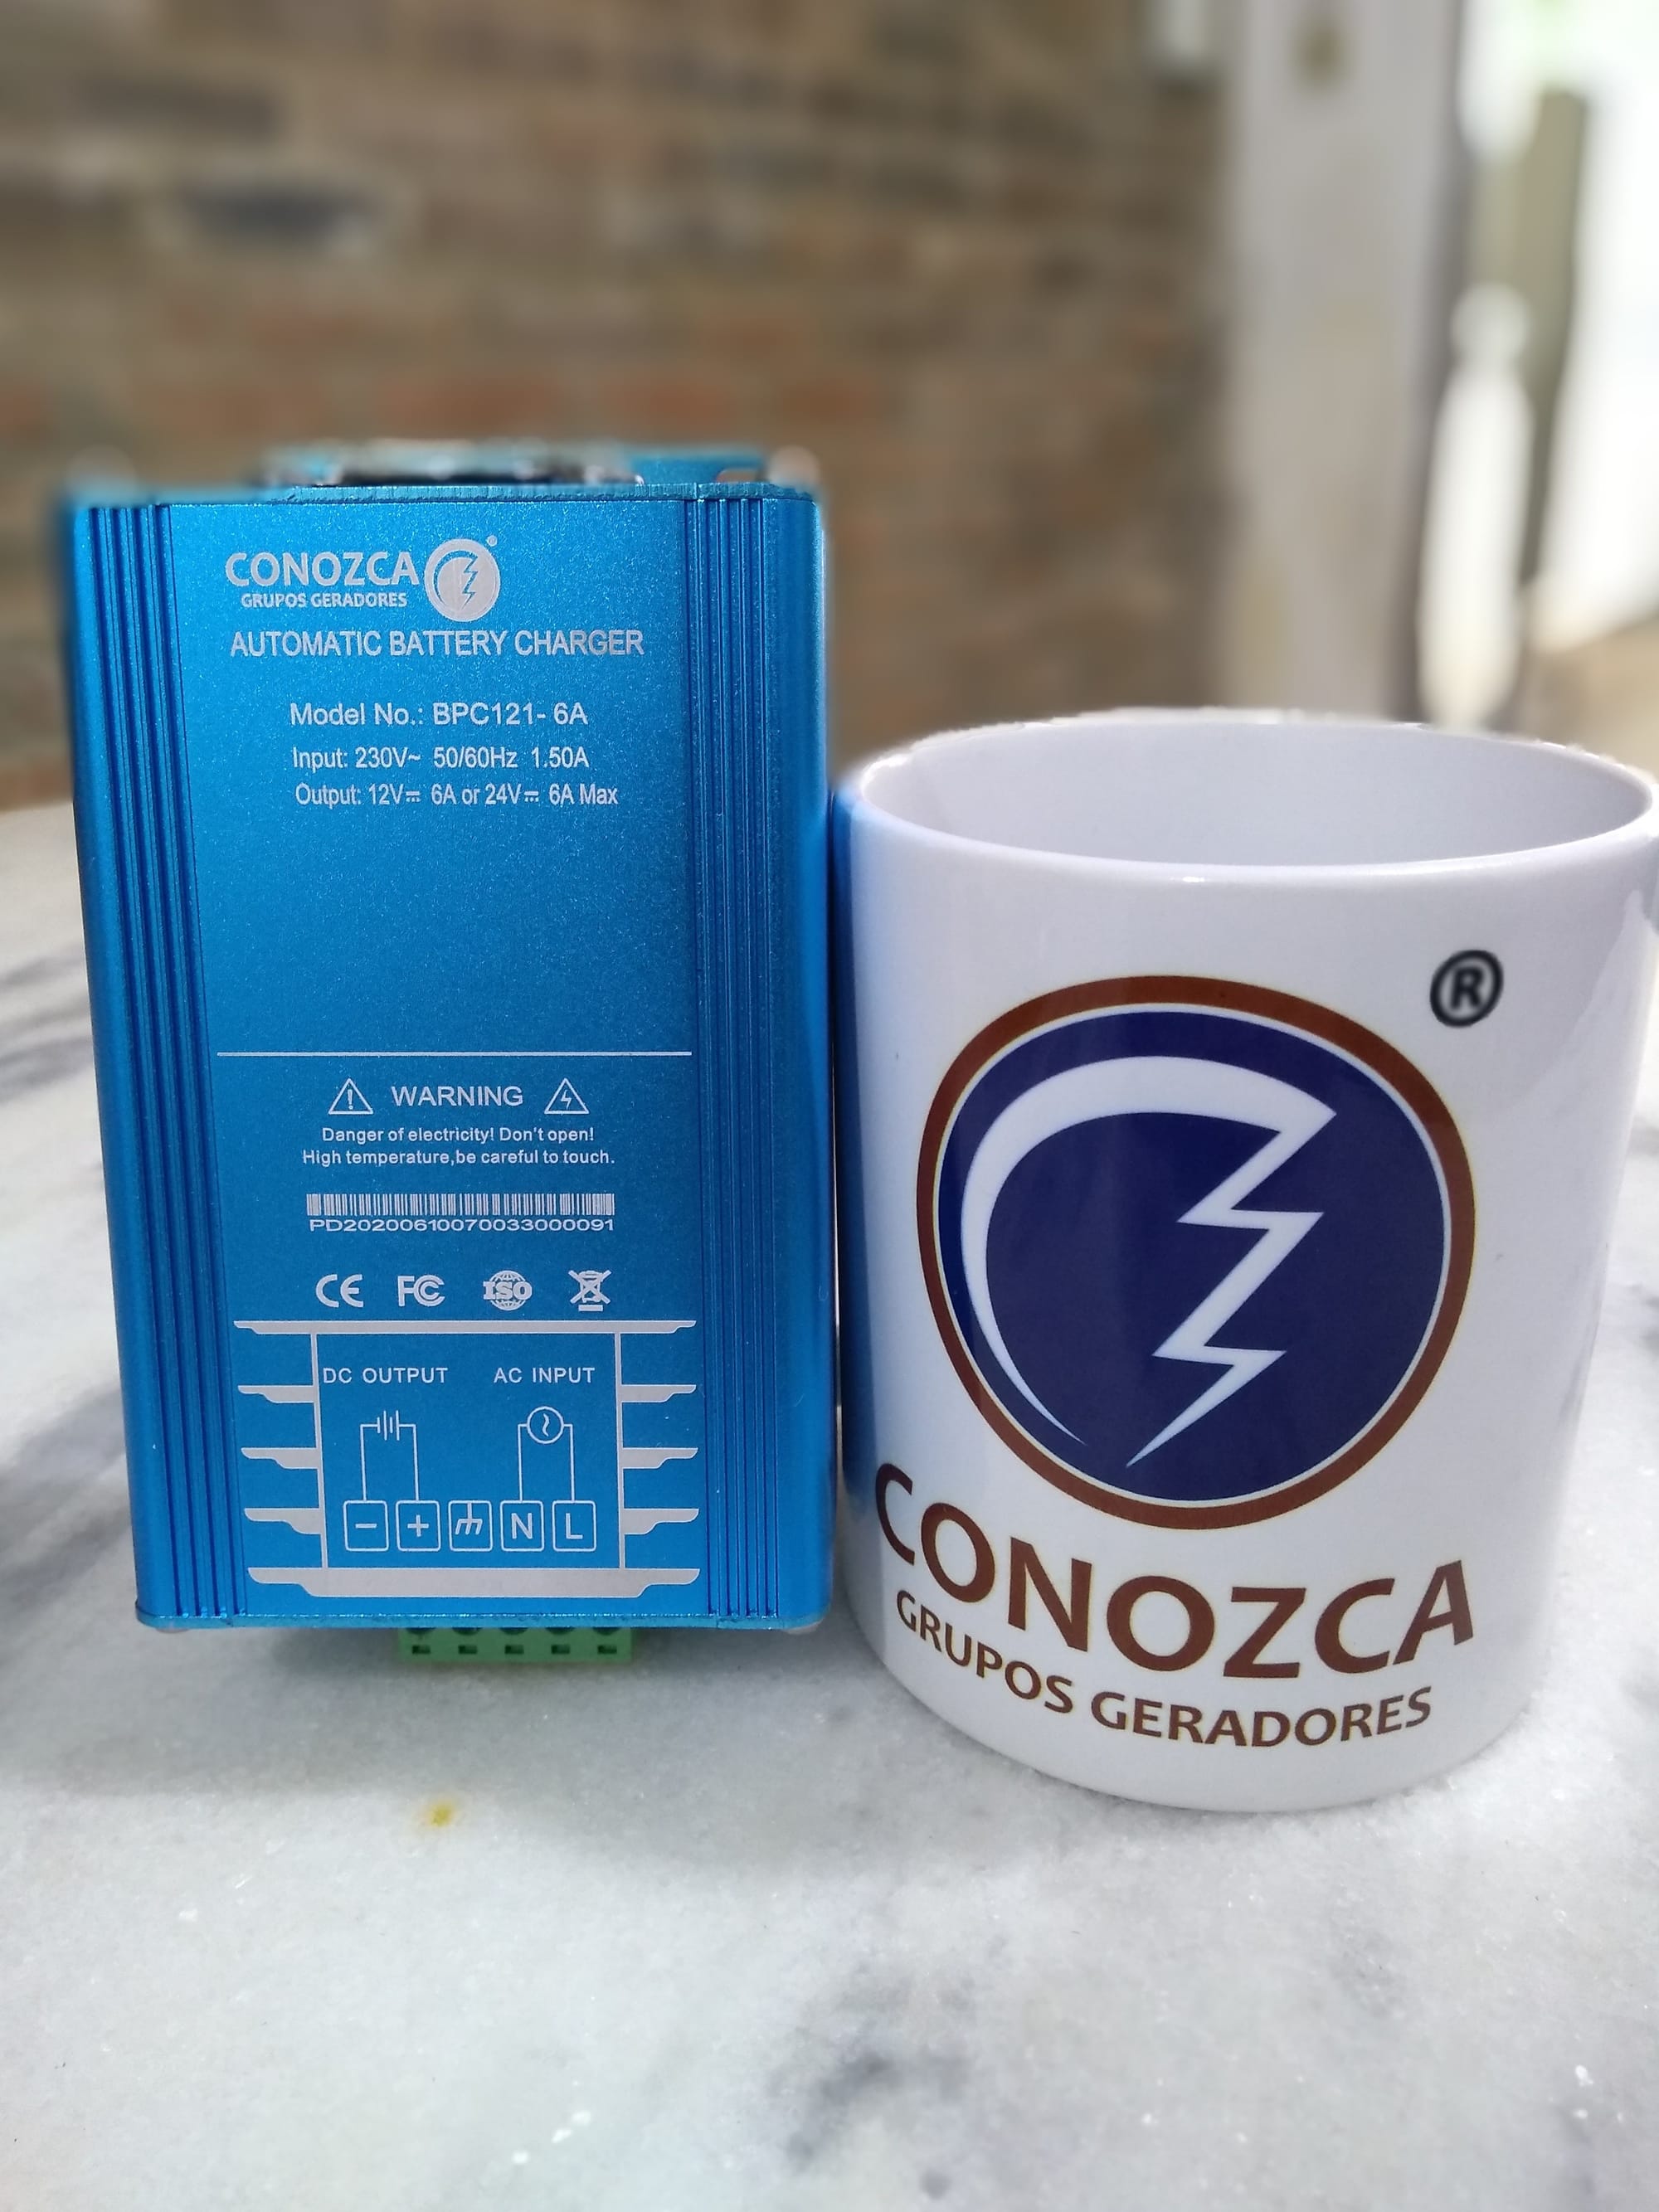 CONOZCA
GRUPOS GERADORES
AUTOMATIC BATTERY CHARGER
Model No.: BPC121- 6A
Input: 230V~ 50/60Hz 1.50A
Output: 12V⎓ 6A or 24V⎓ 6A Max
WARNING
Danger of electricity! Don't open!
High temperature,be careful to touch.
PD20200610070033000091
CE FC ISO
DC OUTPUT AC INPUT
- + N L
®
CONOZCA
GRUPOS GERADORES